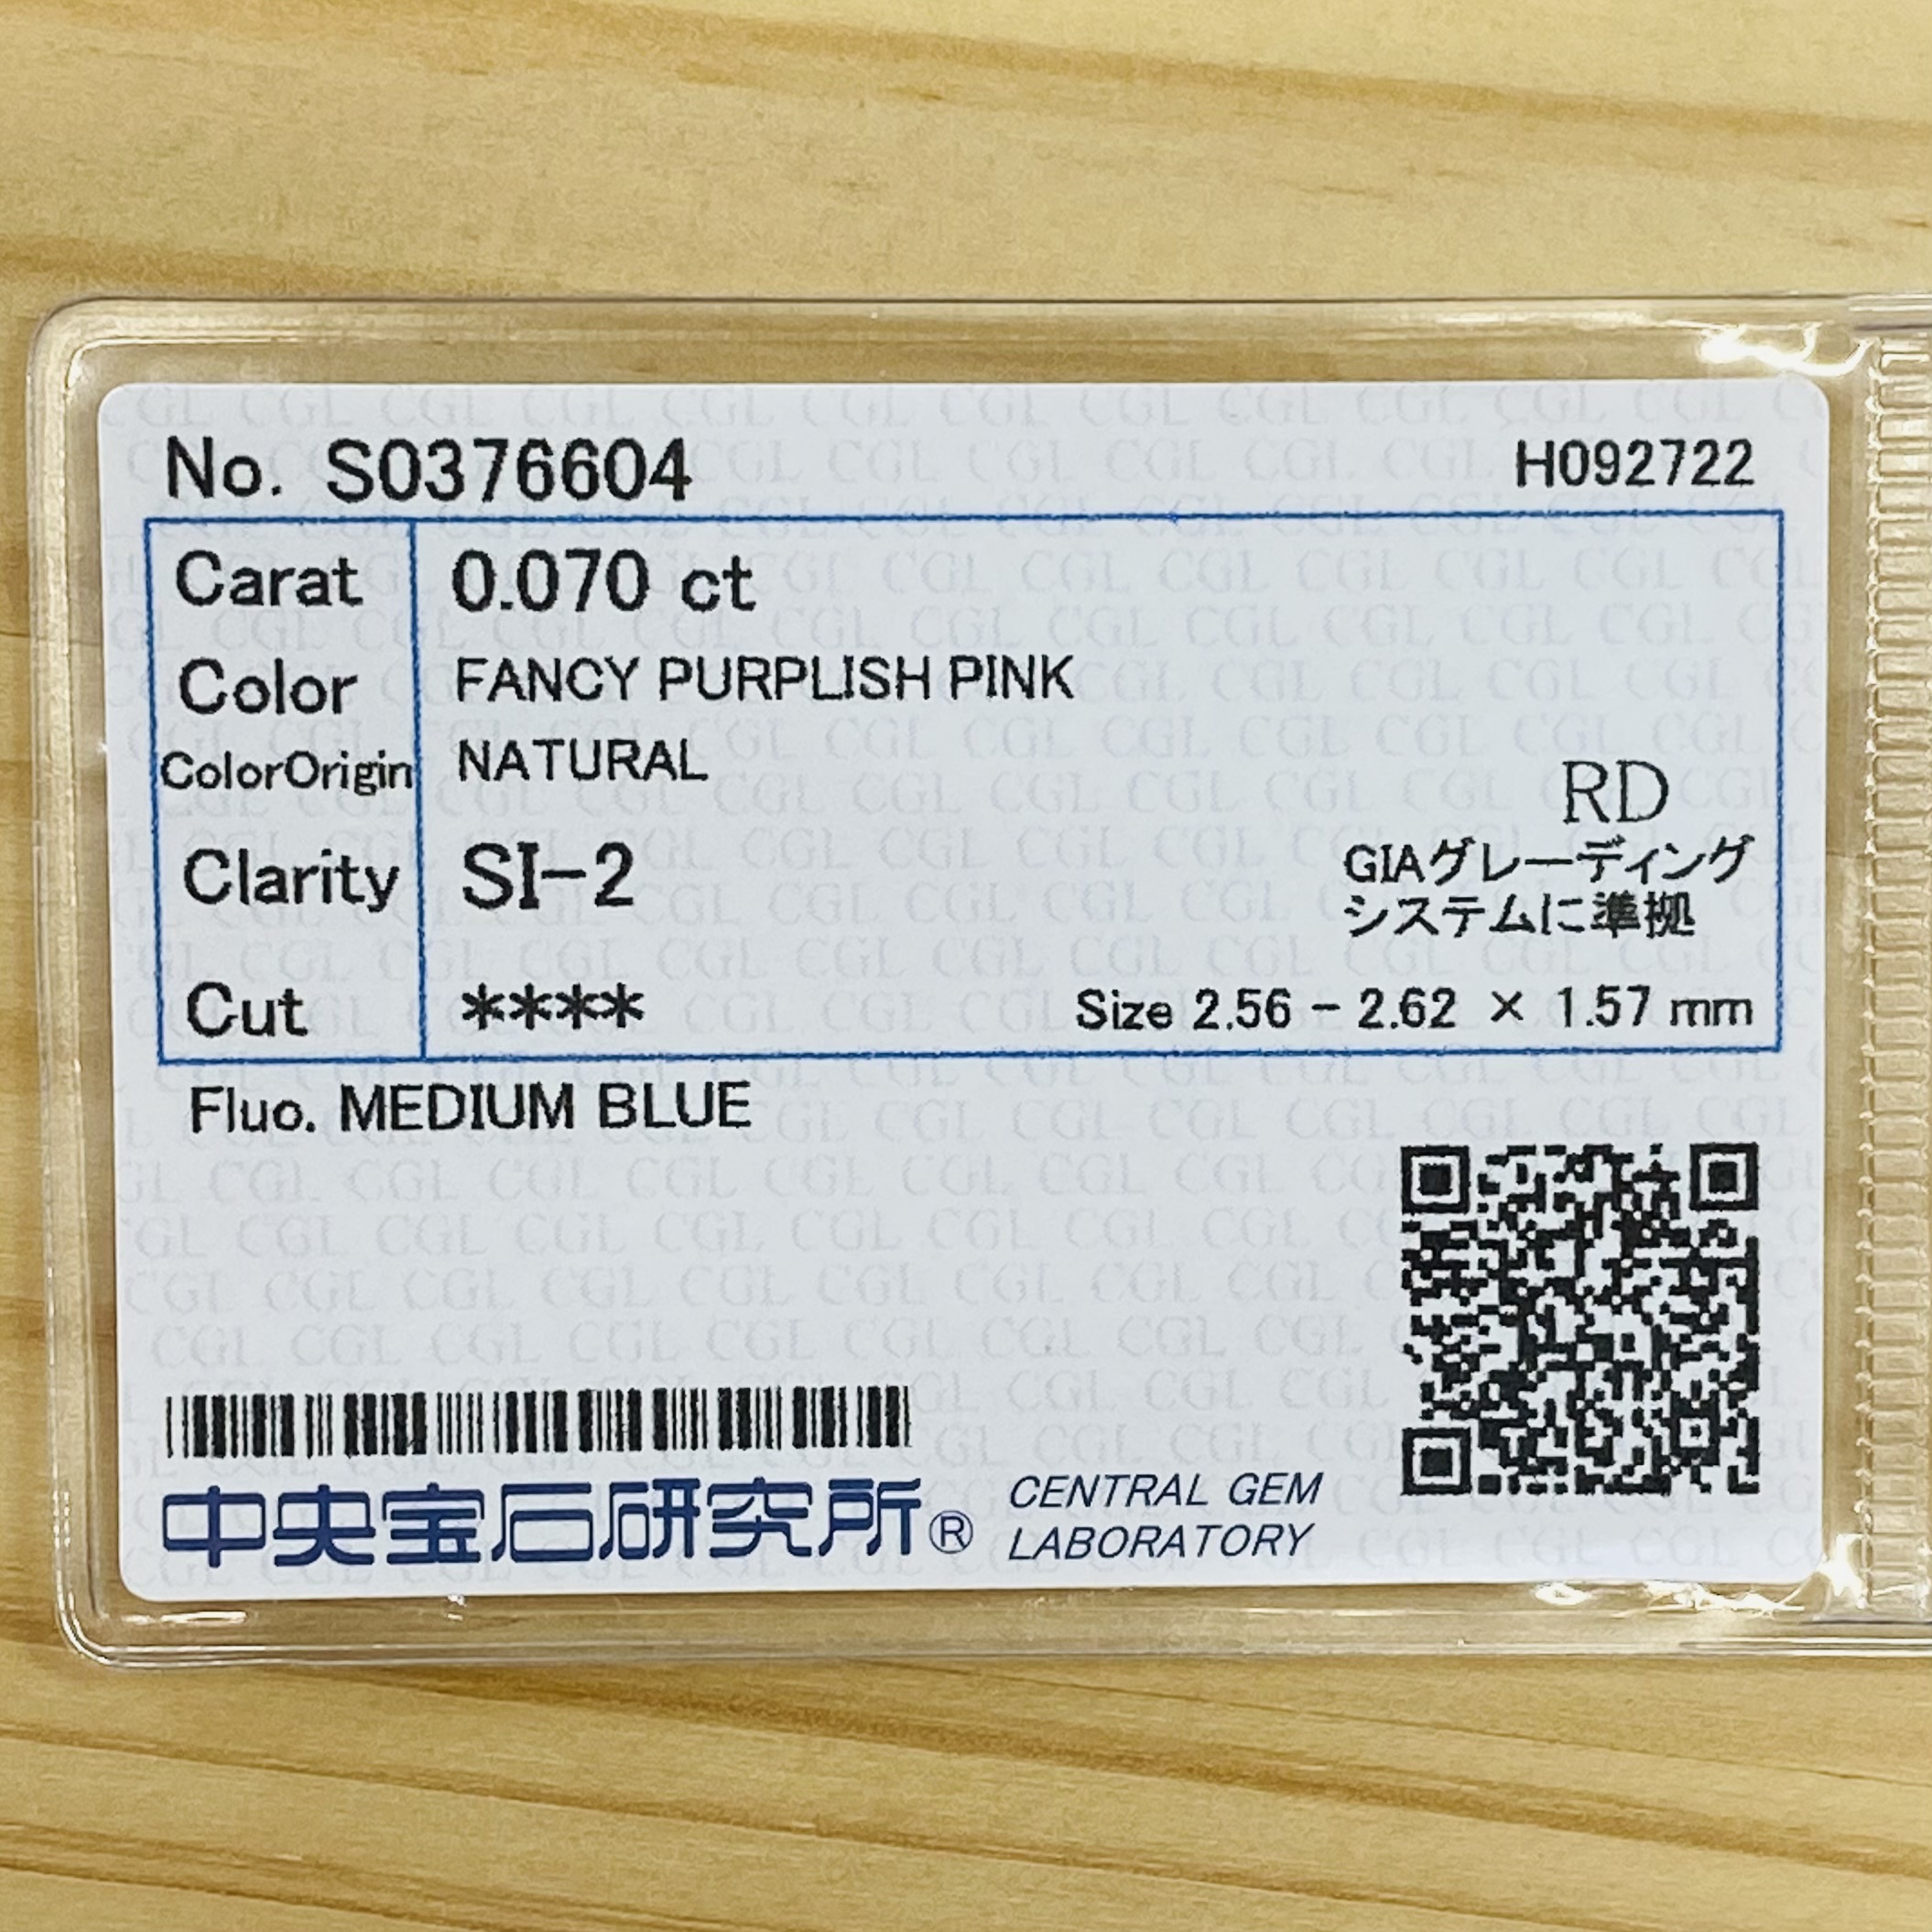 No. S0376604 H092722
Carat 0.070 ct
Color FANCY PURPLISH PINK
ColorOrigin NATURAL
RD
Clarity SI-2
GIAグレーディング
システムに準拠
Cut **** Size 2.56 - 2.62 × 1.57 mm
Fluo. MEDIUM BLUE
中央宝石研究所® CENTRAL GEM
LABORATORY